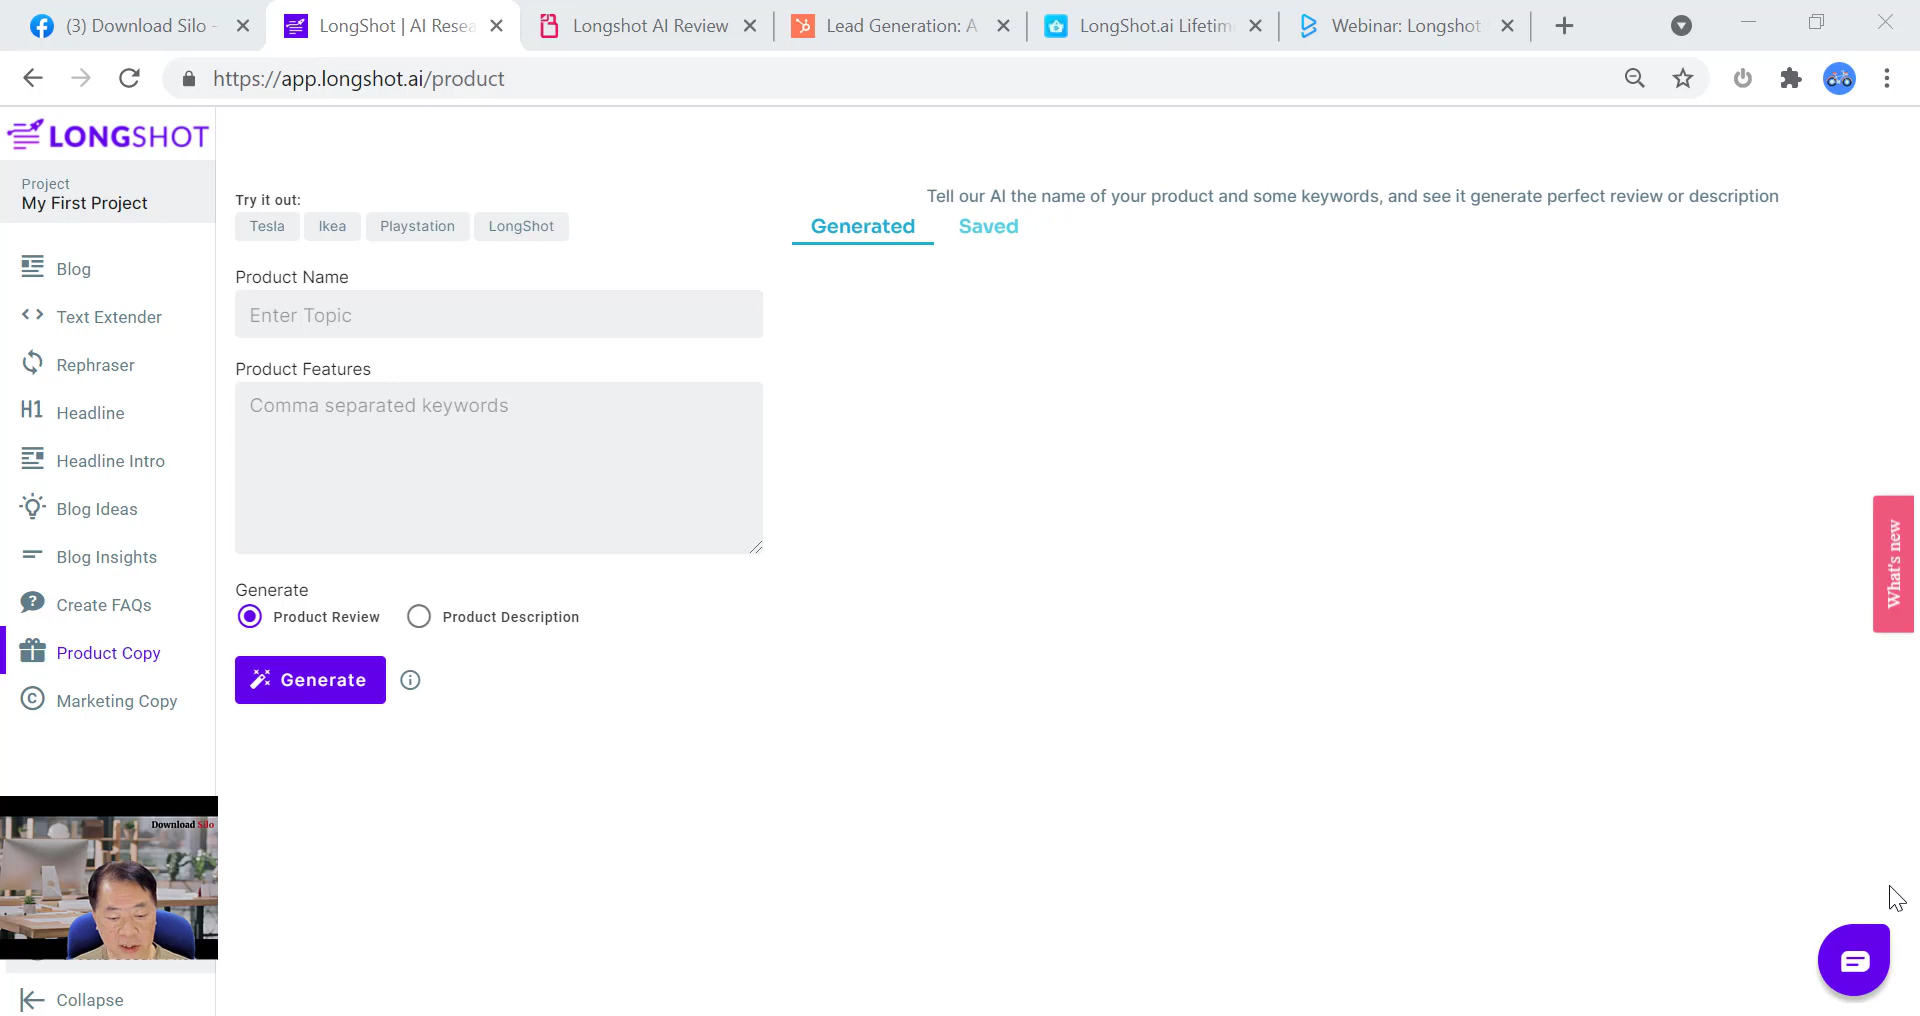 (3) Download Silo -
LongShot | AI Resea
Longshot AI Review
Lead Generation: A
LongShot.ai Lifetim
Webinar: Longshot
https://app.longshot.ai/product
LONGSHOT
Project
My First Project
Blog
Text Extender
Rephraser
H1 Headline
Headline Intro
Blog Ideas
Blog Insights
Create FAQs
Product Copy
Marketing Copy
Download Silo
Collapse
Try it out:
Tesla Ikea Playstation LongShot
Product Name
Enter Topic
Product Features
Comma separated keywords
Generate
Product Review Product Description
Generate
Tell our AI the name of your product and some keywords, and see it generate perfect review or description
Generated Saved
What's new